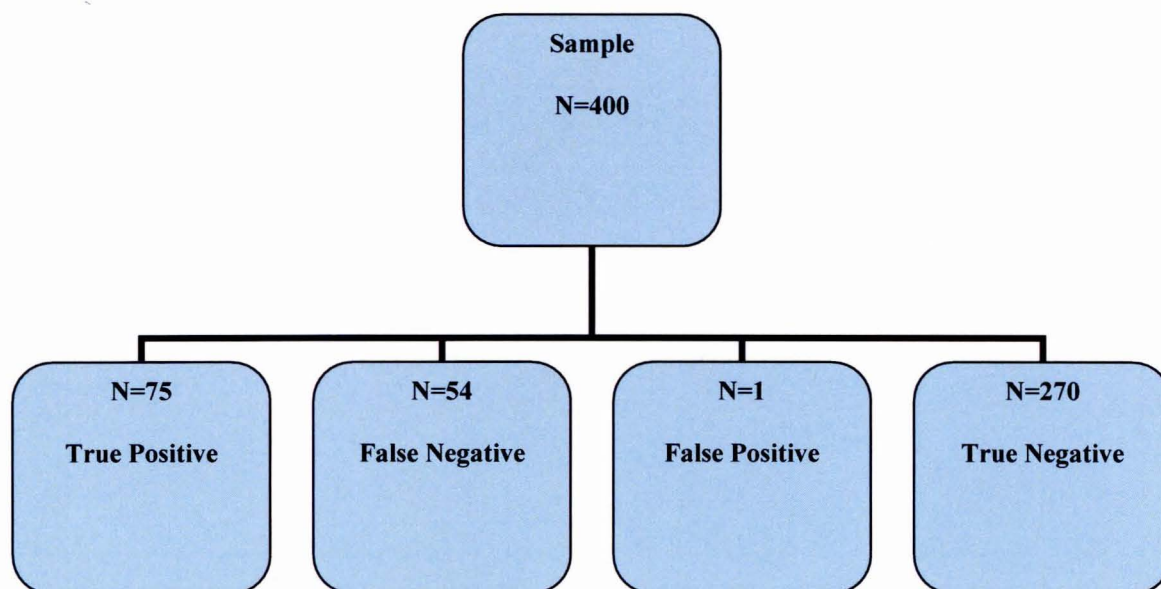 Sample
N=400
N=75
True Positive
N=54
False Negative
N=1
False Positive
N=270
True Negative